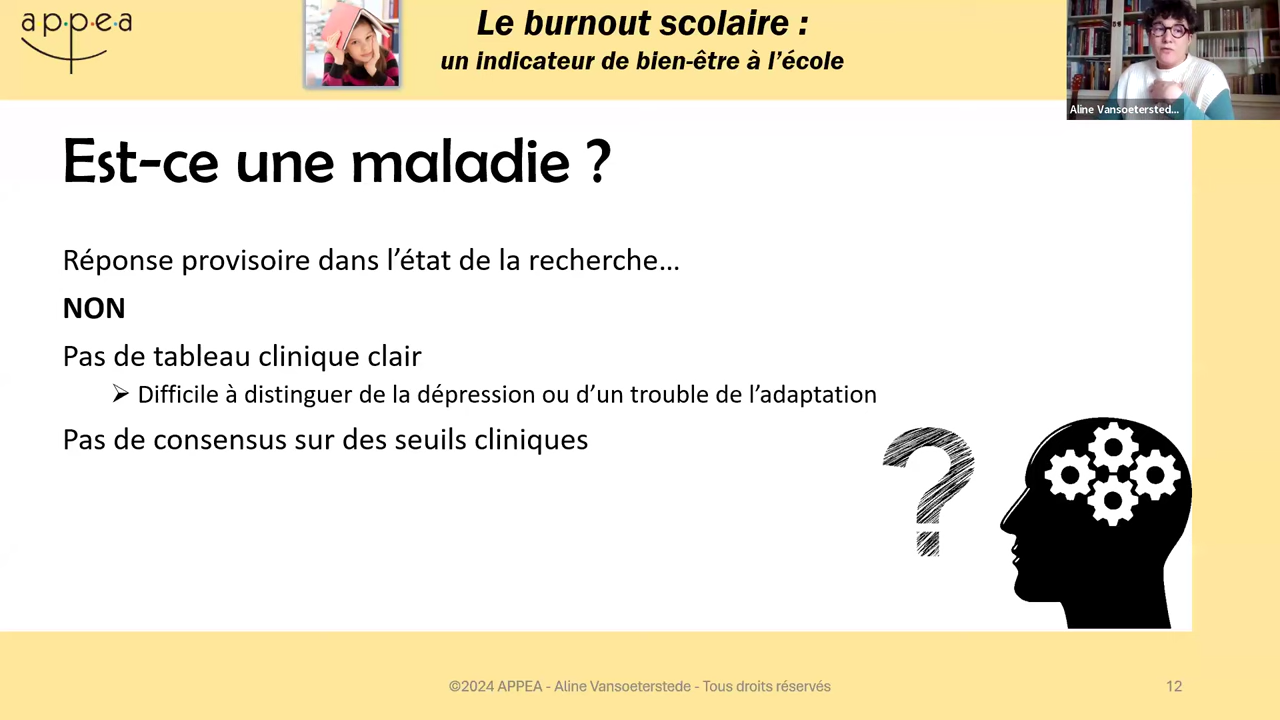 appea
Le burnout scolaire :
un indicateur de bien-être à l’école
Aline Vansoetersted...
Est-ce une maladie ?
Réponse provisoire dans l’état de la recherche…
NON
Pas de tableau clinique clair
➢ Difficile à distinguer de la dépression ou d’un trouble de l’adaptation
Pas de consensus sur des seuils cliniques
?
©2024 APPEA - Aline Vansoeterstede - Tous droits réservés
12